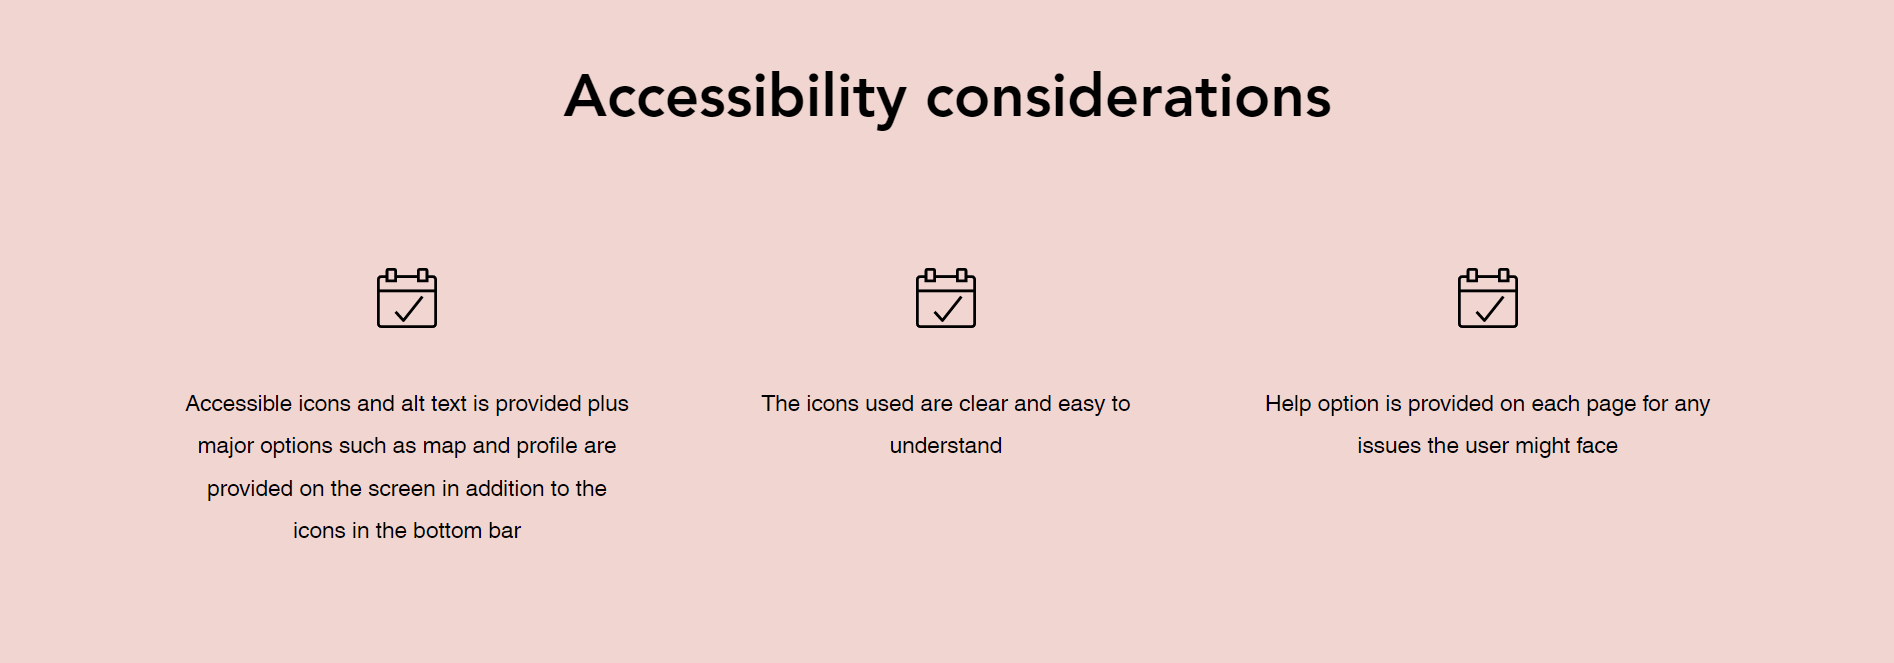 Accessibility considerations
Accessible icons and alt text is provided plus
major options such as map and profile are
provided on the screen in addition to the
icons in the bottom bar
The icons used are clear and easy to
understand
Help option is provided on each page for any
issues the user might face